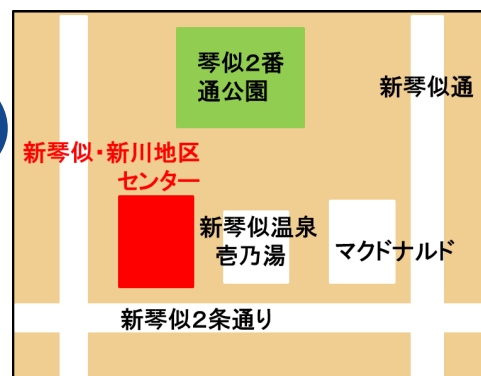 琴似２番
通公園
新琴似通
新琴似・新川地区
センター
新琴似温泉
壱乃湯
マクドナルド
新琴似２条通り